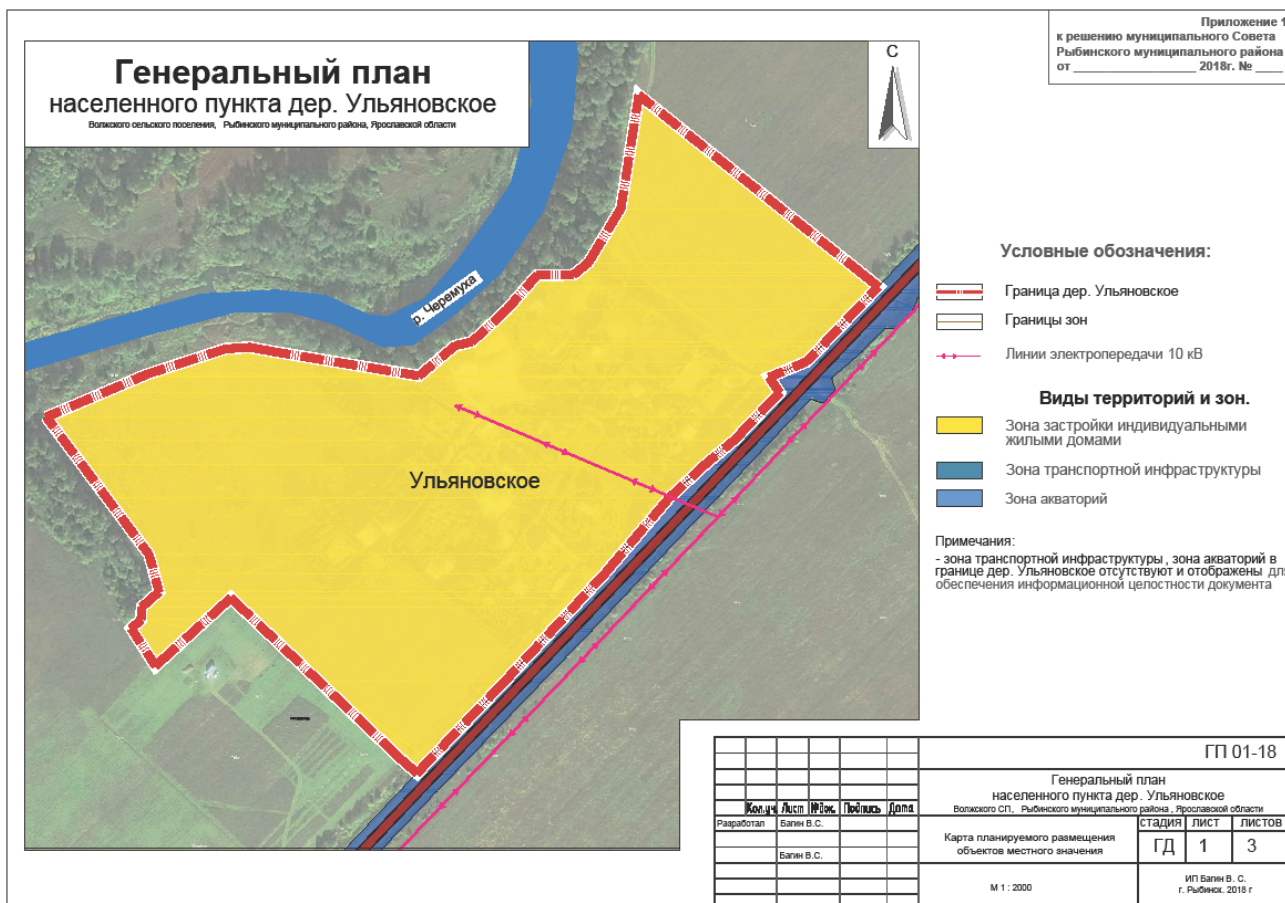 Приложение 1
к решению муниципального Совета
Рыбинского муниципального района
от ____________________ 2018г. № _____
Генеральный план
населенного пункта дер. Ульяновское
Волжского сельского поселения, Рыбинского муниципального района, Ярославской области
С
р. Черемуха
Ульяновское
Условные обозначения:
Граница дер. Ульяновское
Границы зон
Линии электропередачи 10 кВ
Виды территорий и зон.
Зона застройки индивидуальными
жилыми домами
Зона транспортной инфраструктуры
Зона акваторий
Примечания:
- зона транспортной инфраструктуры, зона акваторий в
границе дер. Ульяновское отсутствуют и отображены для
обеспечения информационной целостности документа
ГП 01-18
Генеральный план
населенного пункта дер. Ульяновское
Волжского СП, Рыбинского муниципального района, Ярославской области
Кол.уч Лист №док. Подпись Дата
Разработал Багин В.С.
Багин В.С.
Карта планируемого размещения
объектов местного значения
стадия лист листов
ГД 1 3
М 1 : 2000
ИП Багин В. С.
г. Рыбинск. 2018 г